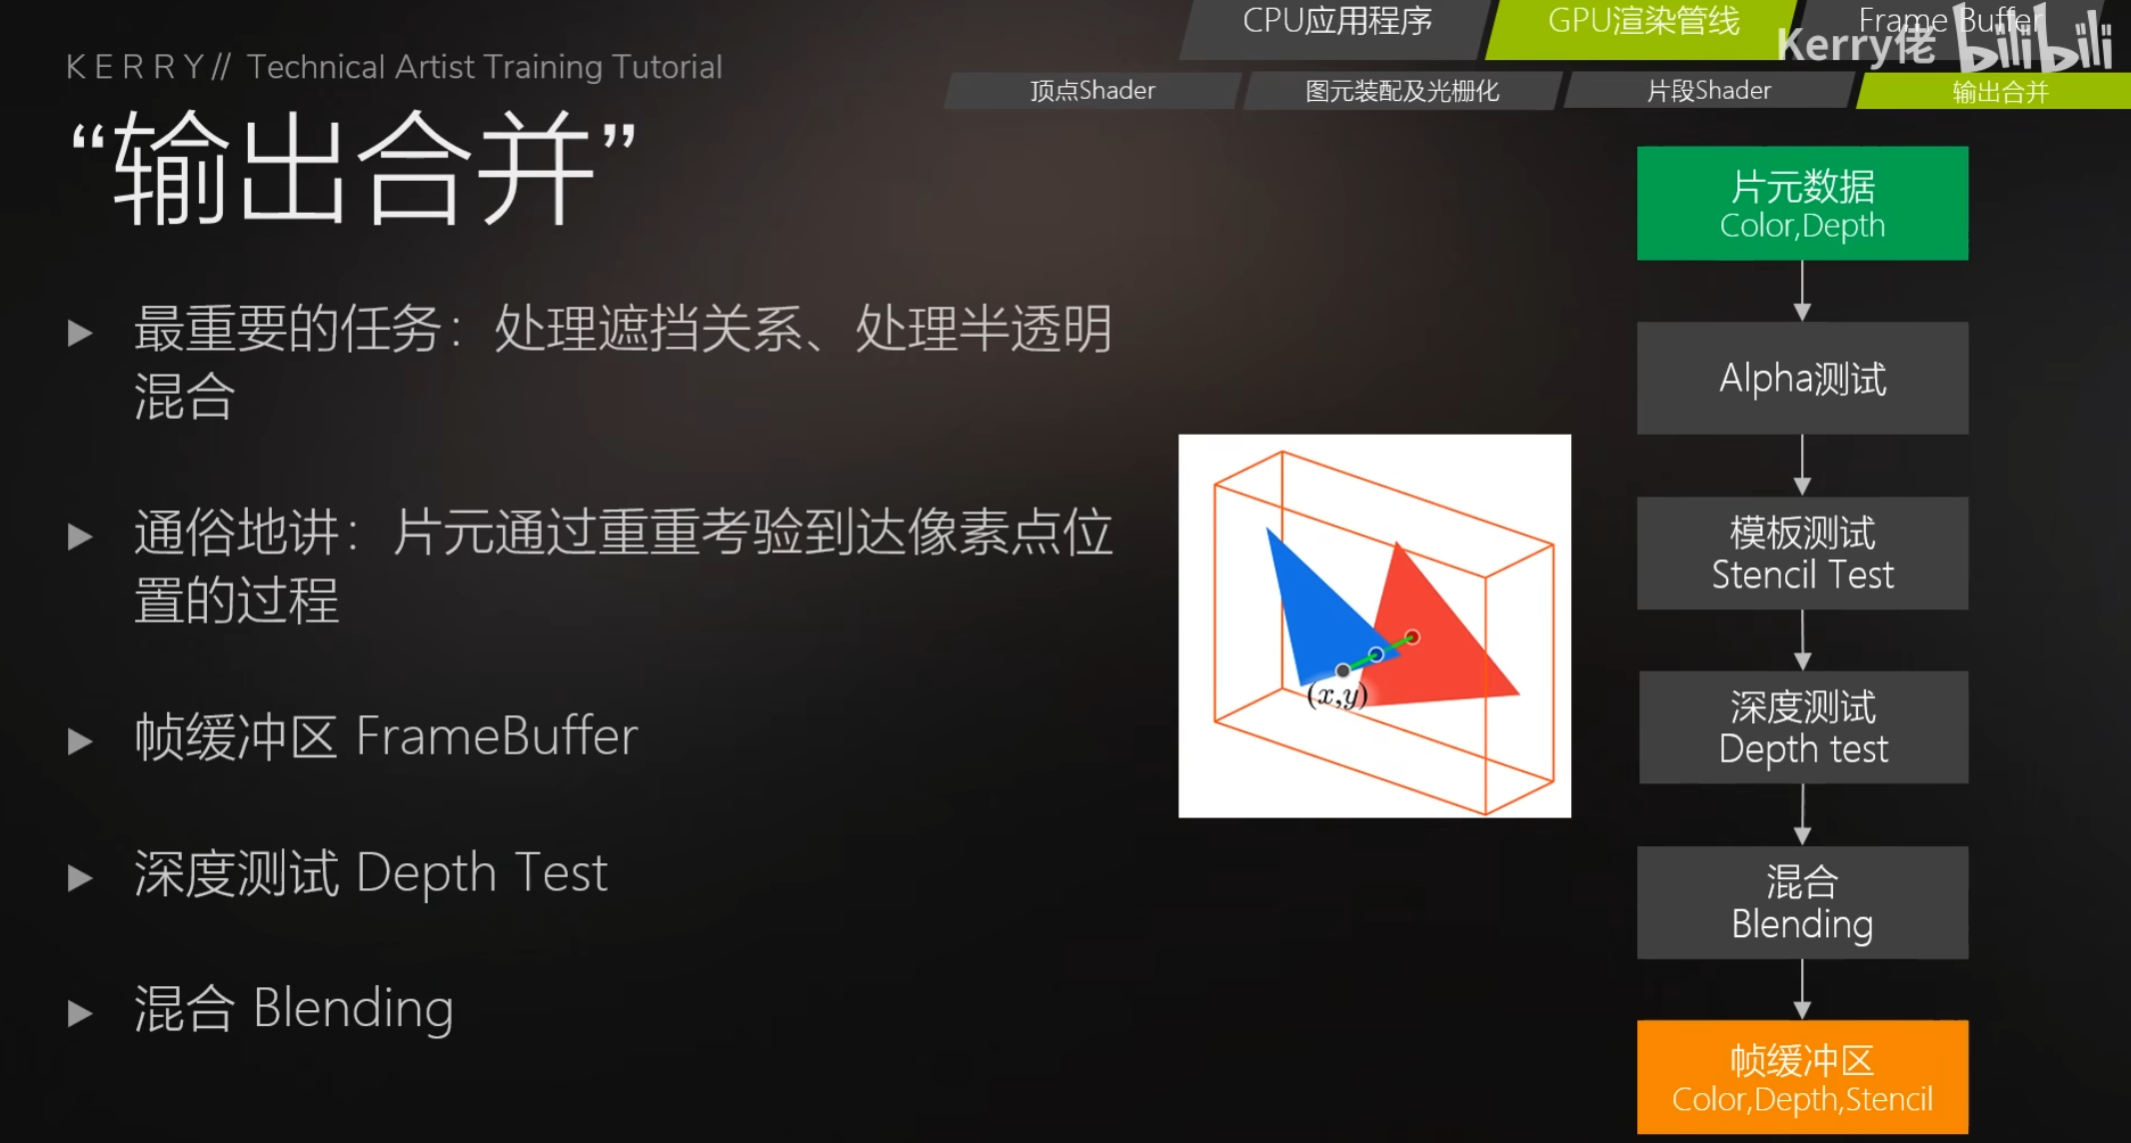 CPU应用程序
GPU渲染管线
Frame Buffer
Kerry佬 bilibili
KERRY// Technical Artist Training Tutorial
顶点Shader
图元装配及光栅化
片段Shader
输出合并
“输出合并”
最重要的任务：处理遮挡关系、处理半透明
混合
通俗地讲：片元通过重重考验到达像素点位
置的过程
帧缓冲区 FrameBuffer
深度测试 Depth Test
混合 Blending
(x,y)
片元数据
Color,Depth
Alpha测试
模板测试
Stencil Test
深度测试
Depth test
混合
Blending
帧缓冲区
Color,Depth,Stencil